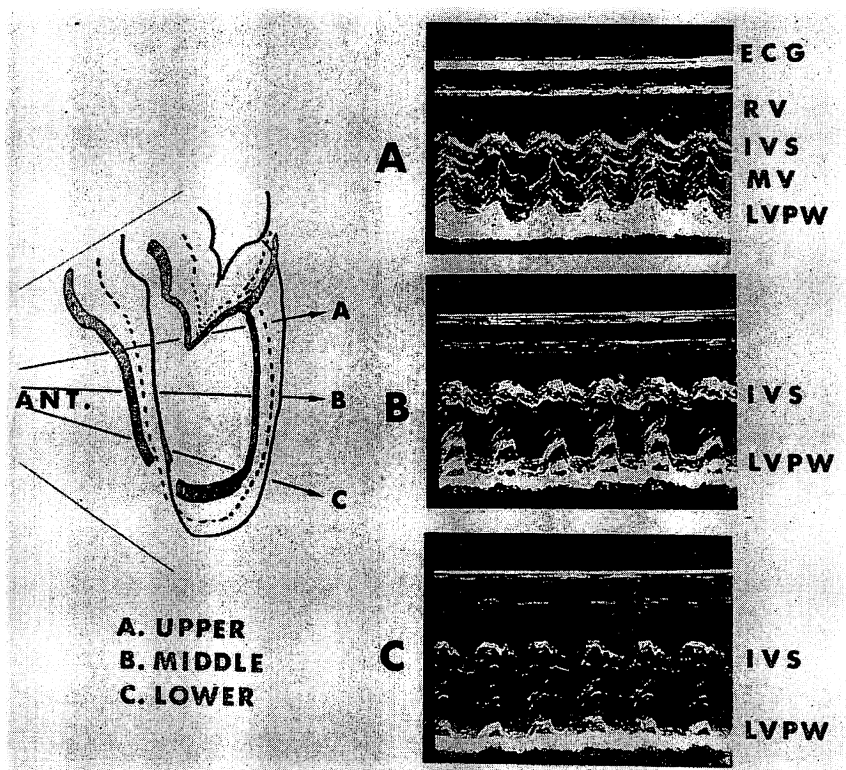 ECG
RV
A
IVS
MV
LVPW
A
ANT.
B
B
IVS
LVPW
C
A. UPPER
B. MIDDLE
C. LOWER
C
IVS
LVPW